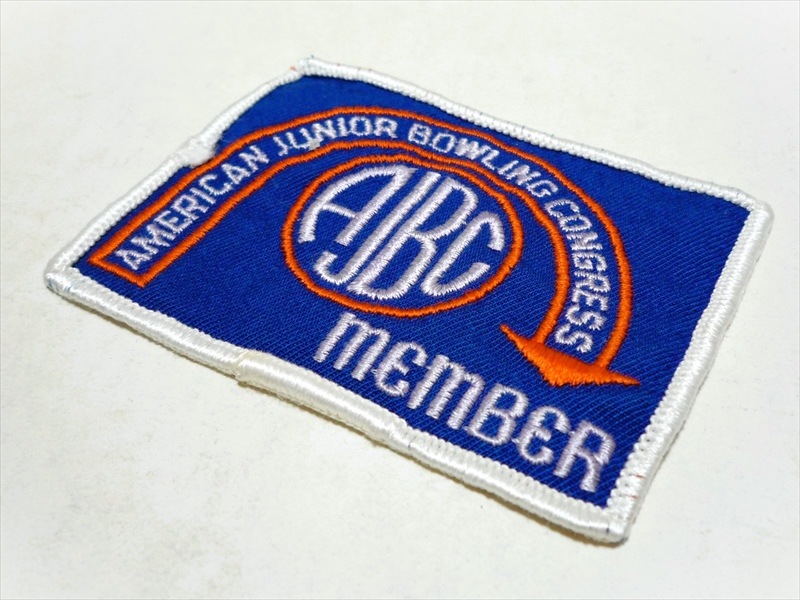 AMERICAN JUNIOR BOWLING CONGRESS
AJBC
MEMBER